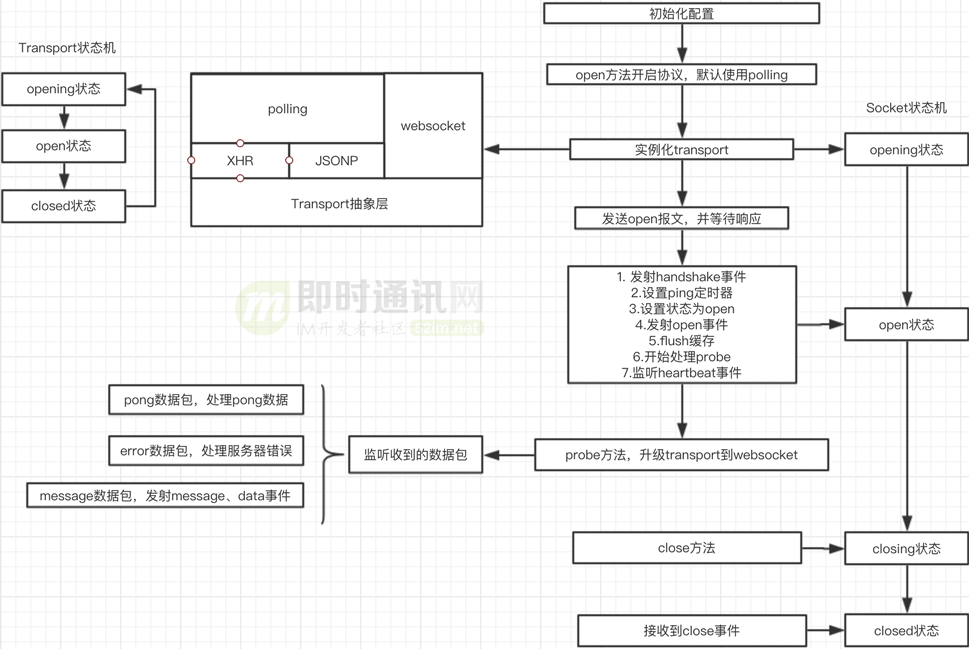 初始化配置
Transport状态机
opening状态
open状态
closed状态
polling
websocket
XHR
JSONP
Transport抽象层
open方法开启协议，默认使用polling
实例化transport
发送open报文，并等待响应
1. 发射handshake事件
2.设置ping定时器
3.设置状态为open
4.发射open事件
5.flush缓存
6.开始处理probe
7.监听heartbeat事件
Socket状态机
opening状态
open状态
即时通讯网
IM开发者社区 52im.net
pong数据包，处理pong数据
error数据包，处理服务器错误
message数据包，发射message、data事件
监听收到的数据包
probe方法，升级transport到websocket
close方法
closing状态
接收到close事件
closed状态